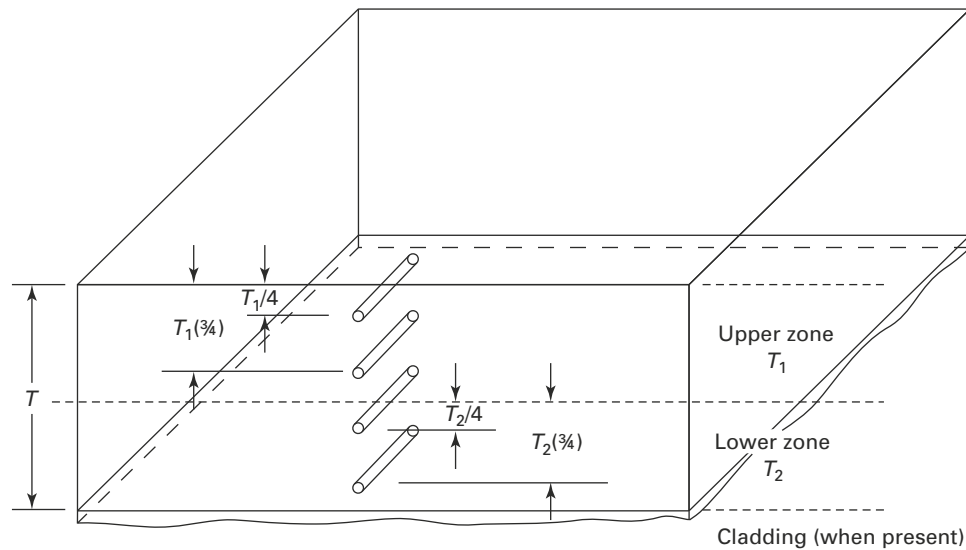 T₁/4
T₁(¾)
Upper zone
T₁
T
T₂/4
T₂(¾)
Lower zone
T₂
Cladding (when present)